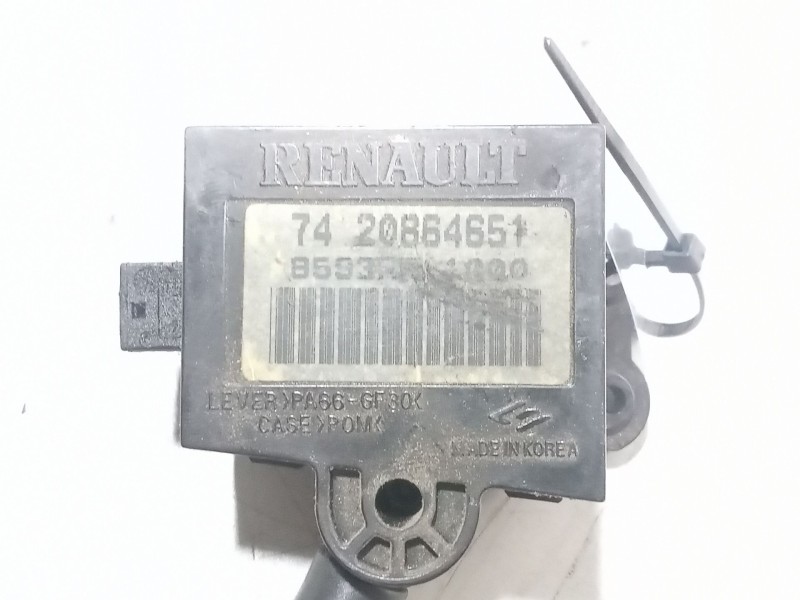 RENAULT
74 20864651
LEVER>PA66-GF30<
CASE>POM<
MADE IN KOREA